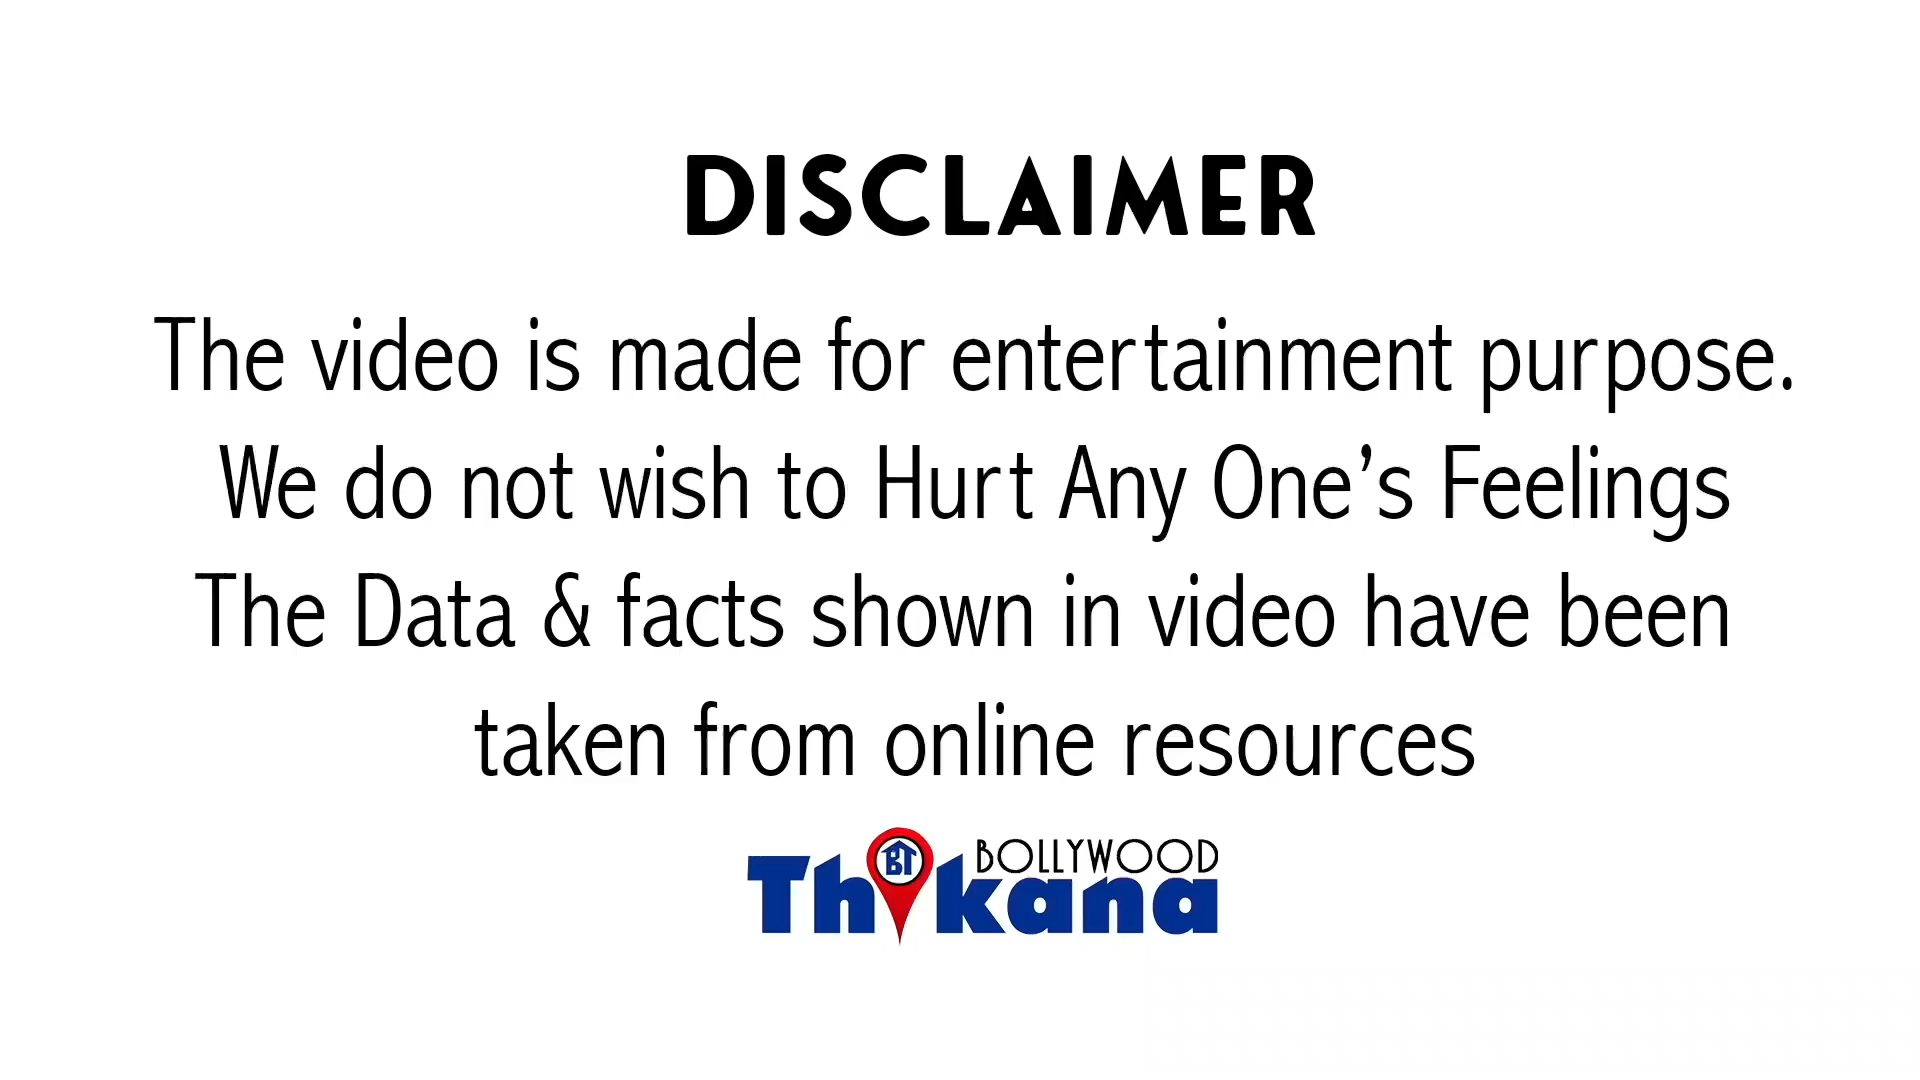 DISCLAIMER
The video is made for entertainment purpose.
We do not wish to Hurt Any One’s Feelings
The Data & facts shown in video have been
taken from online resources
BT
BOLLYWOOD
Thikana